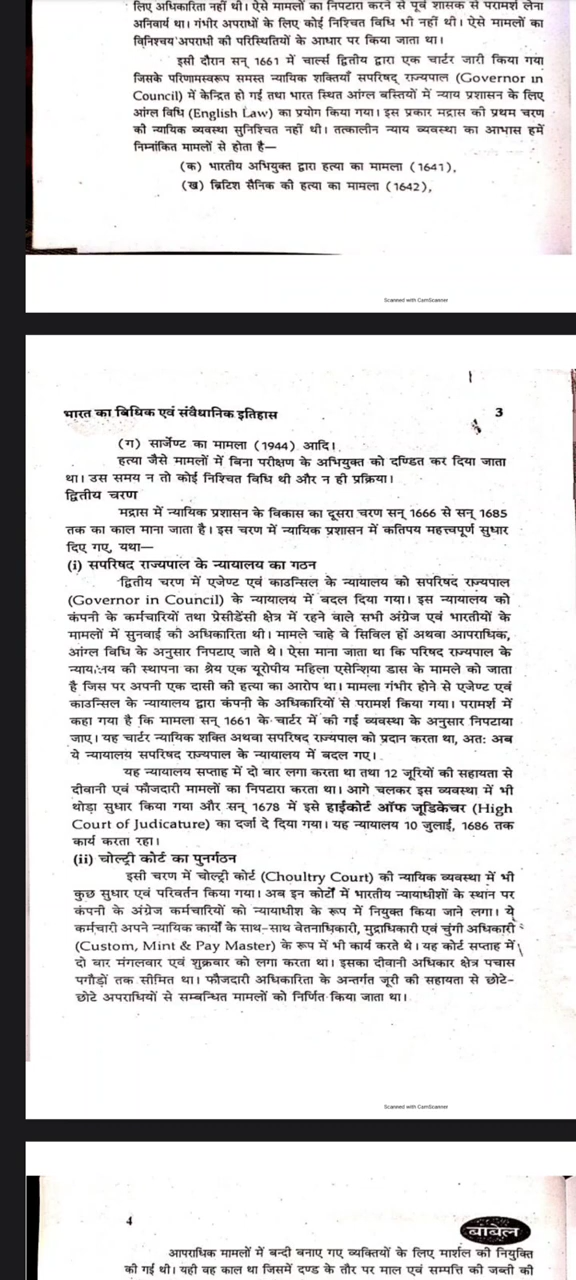 लिए अधिकारिता नहीं थी। ऐसे मामलों का निपटारा करने से पूर्व शासक से परामर्श लेना
अनिवार्य था। गंभीर अपराधों के लिए कोई निश्चित विधि भी नहीं थी। ऐसे मामलों का
विनिश्चय अपराधी की परिस्थितियों के आधार पर किया जाता था।
इसी दौरान सन् 1661 में चार्ल्स द्वितीय द्वारा एक चार्टर जारी किया गया
जिसके परिणामस्वरूप समस्त न्यायिक शक्तियाँ सपरिषद् राज्यपाल (Governor in
Council) में केन्द्रित हो गईं तथा भारत स्थित आंग्ल बस्तियों में न्याय प्रशासन के लिए
आंग्ल विधि (English Law) का प्रयोग किया गया। इस प्रकार मद्रास की प्रथम चरण
की न्यायिक व्यवस्था सुनिश्चित नहीं थी। तत्कालीन न्याय व्यवस्था का आभास हमें
निम्नांकित मामलों से होता है—
(क) भारतीय अभियुक्त द्वारा हत्या का मामला (1641),
(ख) ब्रिटिश सैनिक की हत्या का मामला (1642),
Scanned with CamScanner
भारत का विधिक एवं संवैधानिक इतिहास 3
(ग) सार्जेण्ट का मामला (1944) आदि।
हत्या जैसे मामलों में बिना परीक्षण के अभियुक्त को दण्डित कर दिया जाता
था। उस समय न तो कोई निश्चित विधि थी और न ही प्रक्रिया।
द्वितीय चरण
मद्रास में न्यायिक प्रशासन के विकास का दूसरा चरण सन् 1666 से सन् 1685
तक का काल माना जाता है। इस चरण में न्यायिक प्रशासन में कतिपय महत्त्वपूर्ण सुधार
दिए गए, यथा—
(i) सपरिषद राज्यपाल के न्यायालय का गठन
द्वितीय चरण में एजेण्ट एवं काउन्सिल के न्यायालय को सपरिषद राज्यपाल
(Governor in Council) के न्यायालय में बदल दिया गया। इस न्यायालय को
कंपनी के कर्मचारियों तथा प्रेसीडेंसी क्षेत्र में रहने वाले सभी अंग्रेज एवं भारतीयों के
मामलों में सुनवाई की अधिकारिता थी। मामले चाहे वे सिविल हों अथवा आपराधिक,
आंग्ल विधि के अनुसार निपटाए जाते थे। ऐसा माना जाता था कि परिषद राज्यपाल के
न्यायालय की स्थापना का श्रेय एक यूरोपीय महिला एसेन्शिया डास के मामले को जाता
है जिस पर अपनी एक दासी की हत्या का आरोप था। मामला गंभीर होने से एजेण्ट एवं
काउन्सिल के न्यायालय द्वारा कंपनी के अधिकारियों से परामर्श किया गया। परामर्श में
कहा गया है कि मामला सन् 1661 के चार्टर में की गई व्यवस्था के अनुसार निपटाया
जाए। यह चार्टर न्यायिक शक्ति अथवा सपरिषद राज्यपाल को प्रदान करता था, अतः अब
ये न्यायालय सपरिषद राज्यपाल के न्यायालय में बदल गए।
यह न्यायालय सप्ताह में दो बार लगा करता था तथा 12 जूरियों की सहायता से
दीवानी एवं फौजदारी मामलों का निपटारा करता था। आगे चलकर इस व्यवस्था में भी
थोड़ा सुधार किया गया और सन् 1678 में इसे हाईकोर्ट ऑफ जूडिकेचर (High
Court of Judicature) का दर्जा दे दिया गया। यह न्यायालय 10 जुलाई, 1686 तक
कार्य करता रहा।
(ii) चोल्ट्री कोर्ट का पुनर्गठन
इसी चरण में चोल्ट्री कोर्ट (Choultry Court) की न्यायिक व्यवस्था में भी
कुछ सुधार एवं परिवर्तन किया गया। अब इन कोर्टों में भारतीय न्यायाधीशों के स्थान पर
कंपनी के अंग्रेज कर्मचारियों को न्यायाधीश के रूप में नियुक्त किया जाने लगा। ये
कर्मचारी अपने न्यायिक कार्यों के साथ-साथ वेतनाधिकारी, मुद्राधिकारी एवं चुंगी अधिकारी
(Custom, Mint & Pay Master) के रूप में भी कार्य करते थे। यह कोर्ट सप्ताह में
दो बार मंगलवार एवं शुक्रवार को लगा करता था। इसका दीवानी अधिकार क्षेत्र पचास
पगौड़ों तक सीमित था। फौजदारी अधिकारिता के अन्तर्गत जूरी की सहायता से छोटे-
छोटे अपराधियों से सम्बन्धित मामलों को निर्णित किया जाता था।
Scanned with CamScanner
4 बाबेल
आपराधिक मामलों में बन्दी बनाए गए व्यक्तियों के लिए मार्शल की नियुक्ति
की गई थी। यही वह काल था जिसमें दण्ड के तौर पर माल एवं सम्पत्ति की जब्ती की